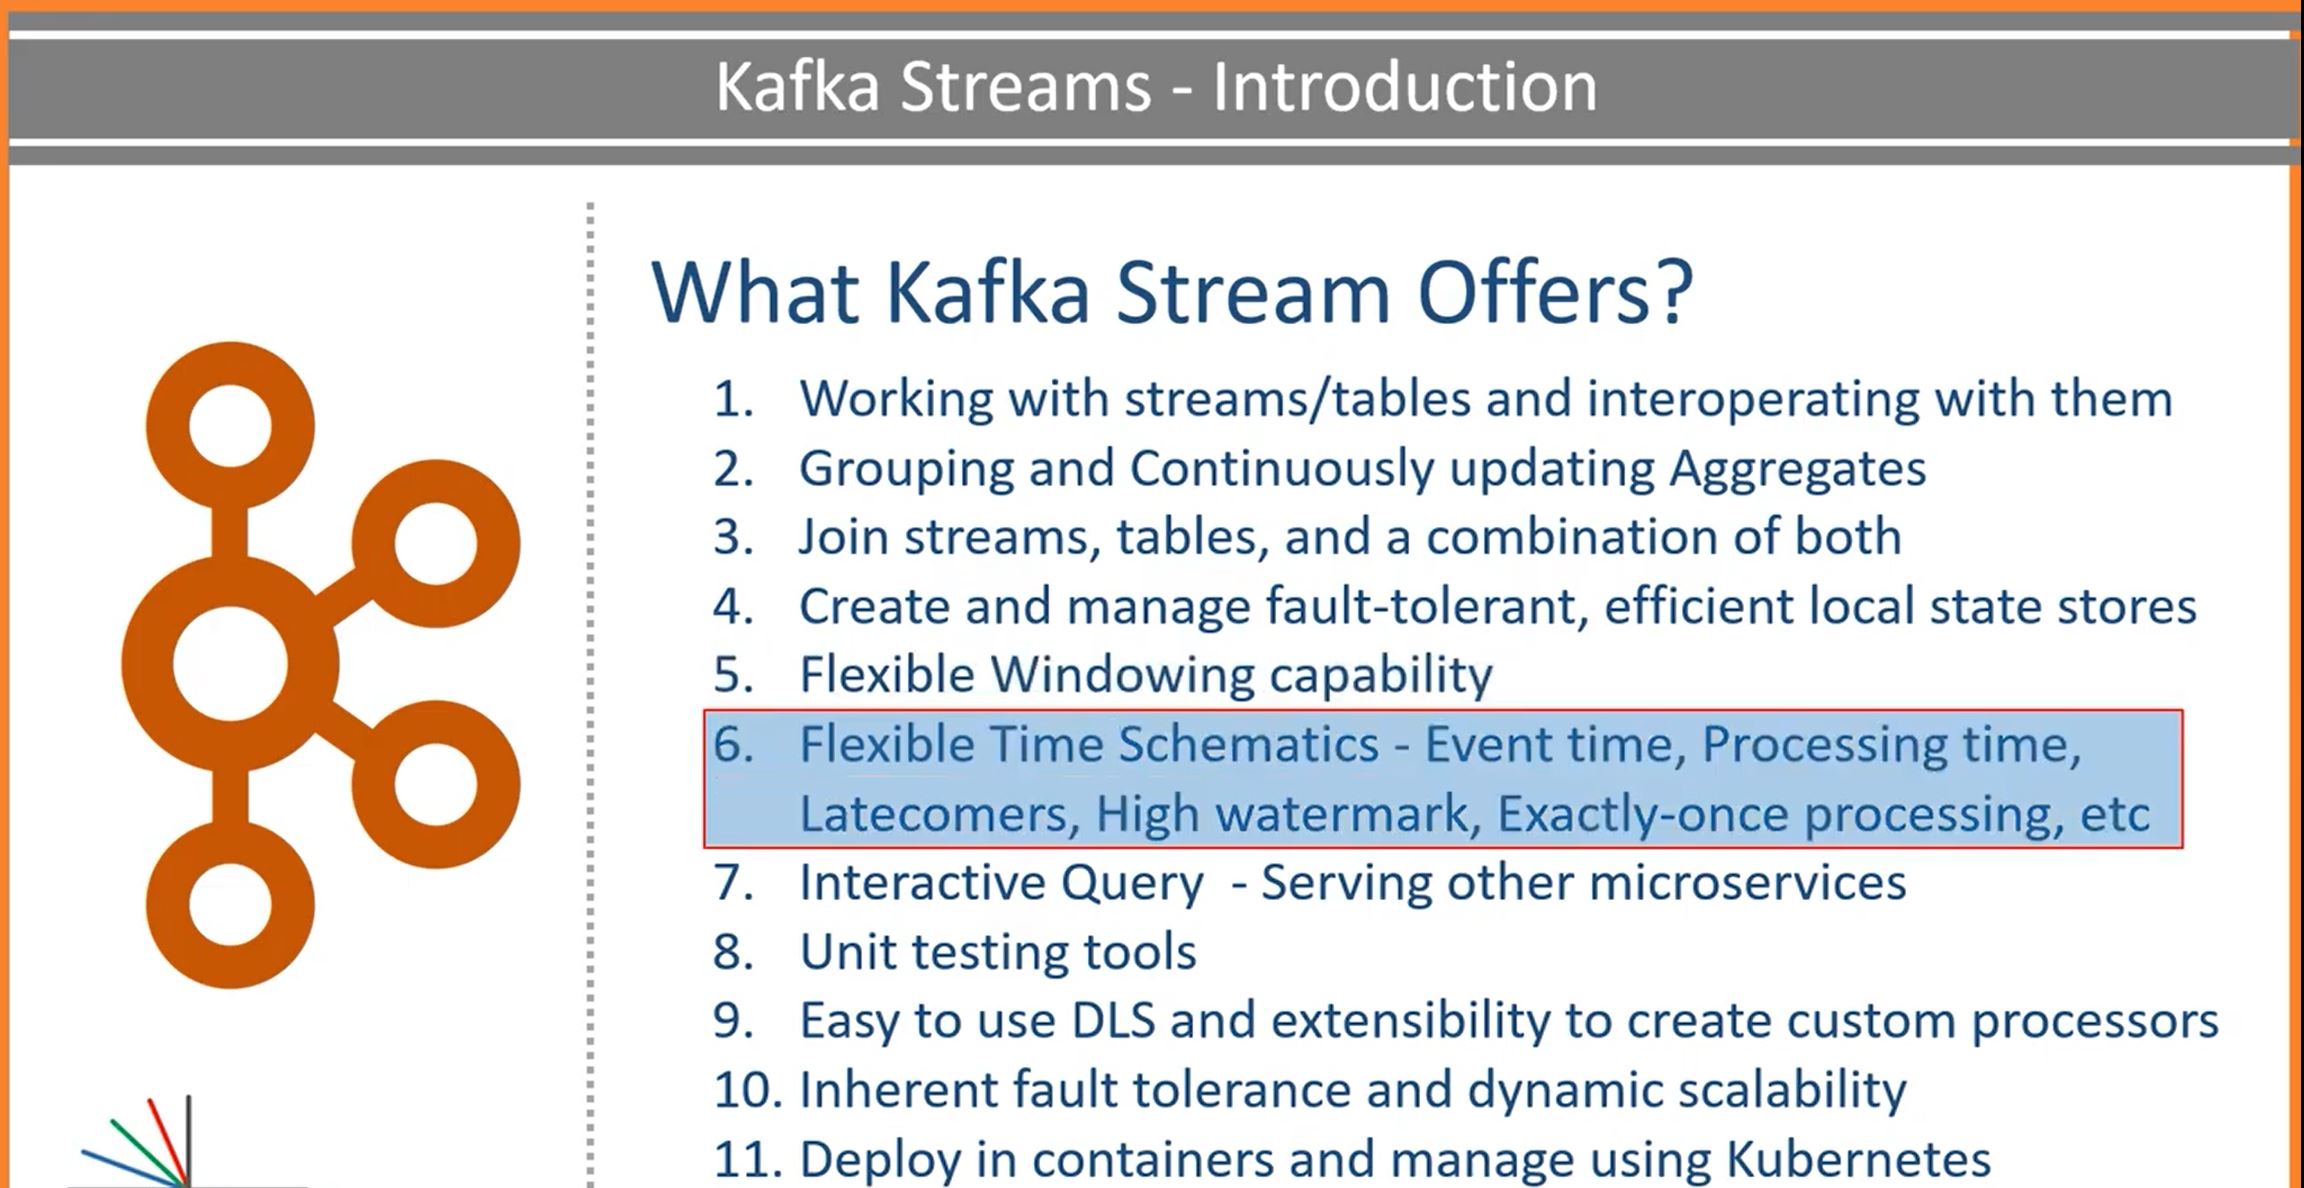 Kafka Streams - Introduction
What Kafka Stream Offers?
1. Working with streams/tables and interoperating with them
2. Grouping and Continuously updating Aggregates
3. Join streams, tables, and a combination of both
4. Create and manage fault-tolerant, efficient local state stores
5. Flexible Windowing capability
6. Flexible Time Schematics - Event time, Processing time,
Latecomers, High watermark, Exactly-once processing, etc
7. Interactive Query - Serving other microservices
8. Unit testing tools
9. Easy to use DLS and extensibility to create custom processors
10. Inherent fault tolerance and dynamic scalability
11. Deploy in containers and manage using Kubernetes